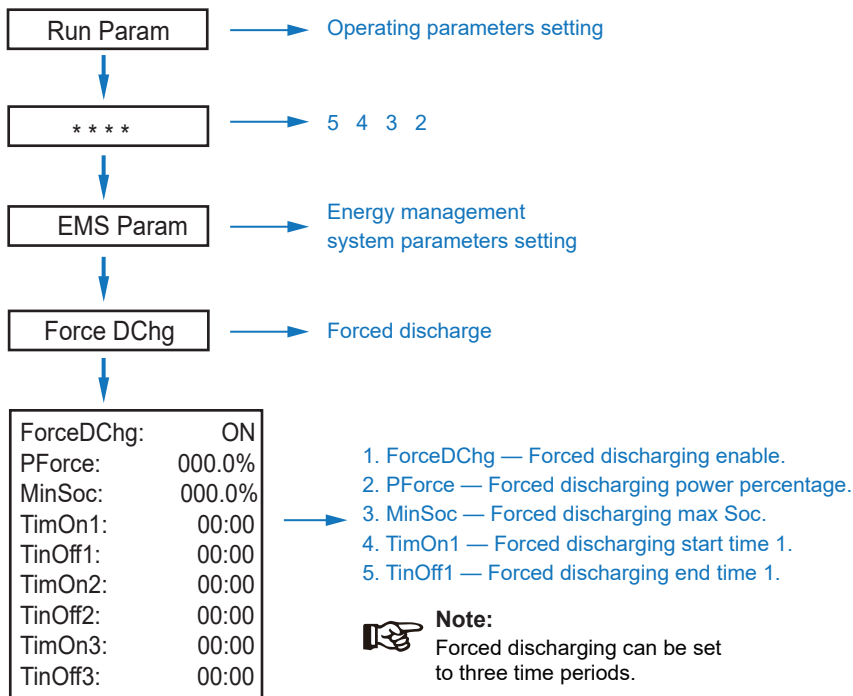 Run Param
Operating parameters setting
* * * *
5 4 3 2
EMS Param
Energy management
system parameters setting
Force DChg
Forced discharge
ForceDChg: ON
PForce: 000.0%
MinSoc: 000.0%
TimOn1: 00:00
TinOff1: 00:00
TimOn2: 00:00
TinOff2: 00:00
TimOn3: 00:00
TinOff3: 00:00
1. ForceDChg — Forced discharging enable.
2. PForce — Forced discharging power percentage.
3. MinSoc — Forced discharging max Soc.
4. TimOn1 — Forced discharging start time 1.
5. TinOff1 — Forced discharging end time 1.
Note:
Forced discharging can be set
to three time periods.